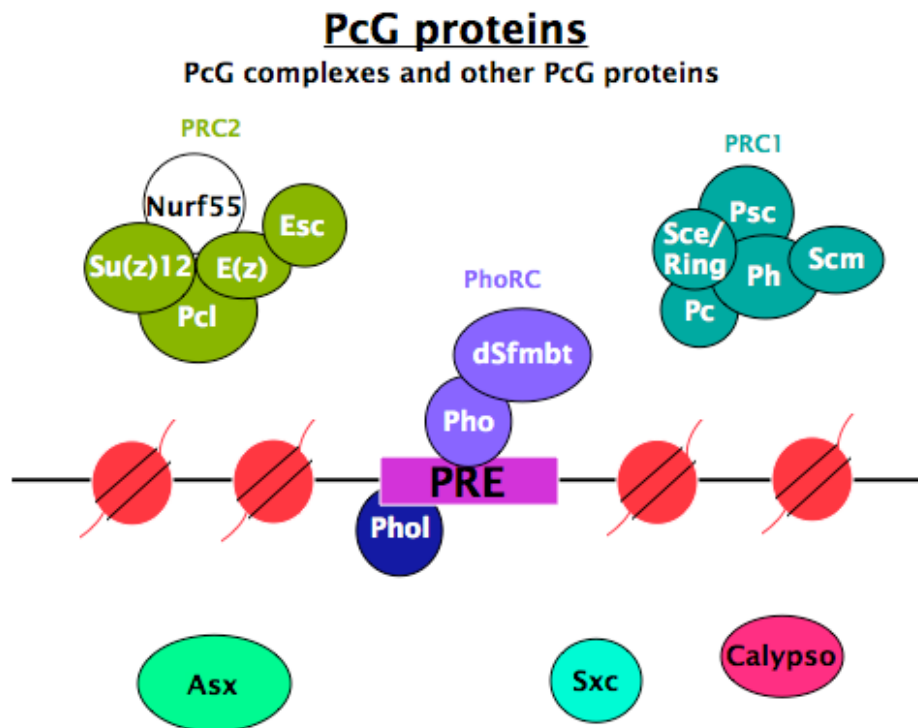 PcG proteins
PcG complexes and other PcG proteins
PRC2
Nurf55
Esc
Su(z)12
E(z)
Pcl
PRC1
Psc
Sce/
Ring
Ph
Scm
Pc
PhoRC
dSfmbt
Pho
PRE
Phol
Asx
Sxc
Calypso